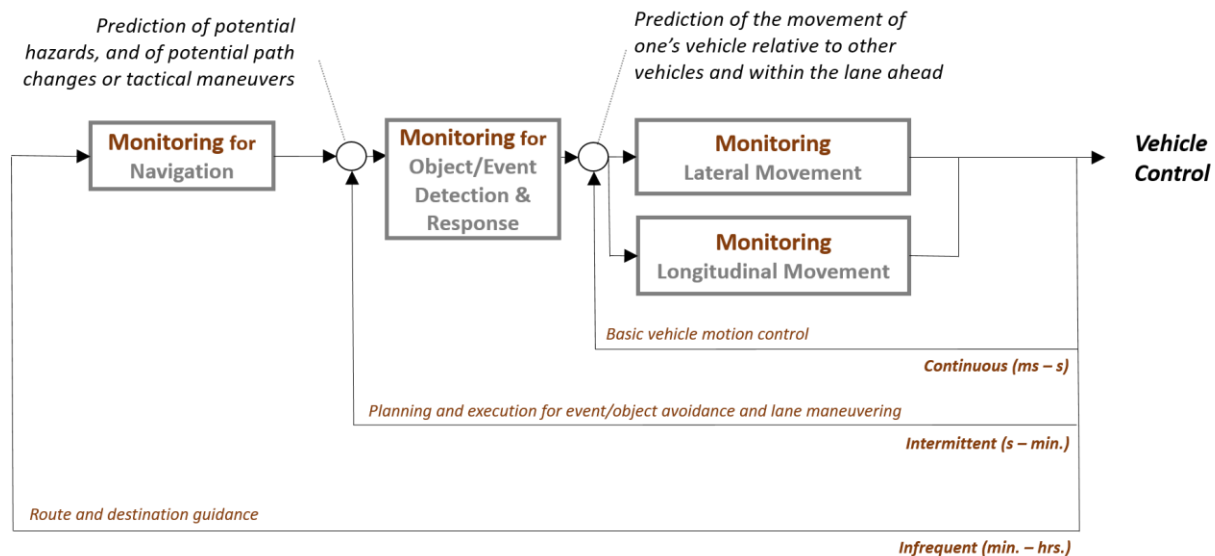 Prediction of potential
hazards, and of potential path
changes or tactical maneuvers
Prediction of the movement of
one's vehicle relative to other
vehicles and within the lane ahead
Monitoring for
Navigation
Monitoring for
Object/Event
Detection &
Response
Monitoring
Lateral Movement
Monitoring
Longitudinal Movement
Vehicle
Control
Basic vehicle motion control
Continuous (ms – s)
Planning and execution for event/object avoidance and lane maneuvering
Intermittent (s – min.)
Route and destination guidance
Infrequent (min. – hrs.)